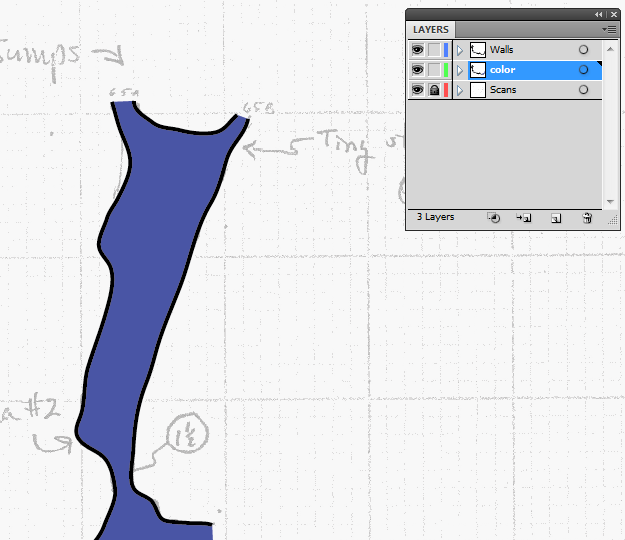 LAYERS
Walls
color
Scans
3 Layers
Sumps
65A
65B
Tiny
a #2
1½